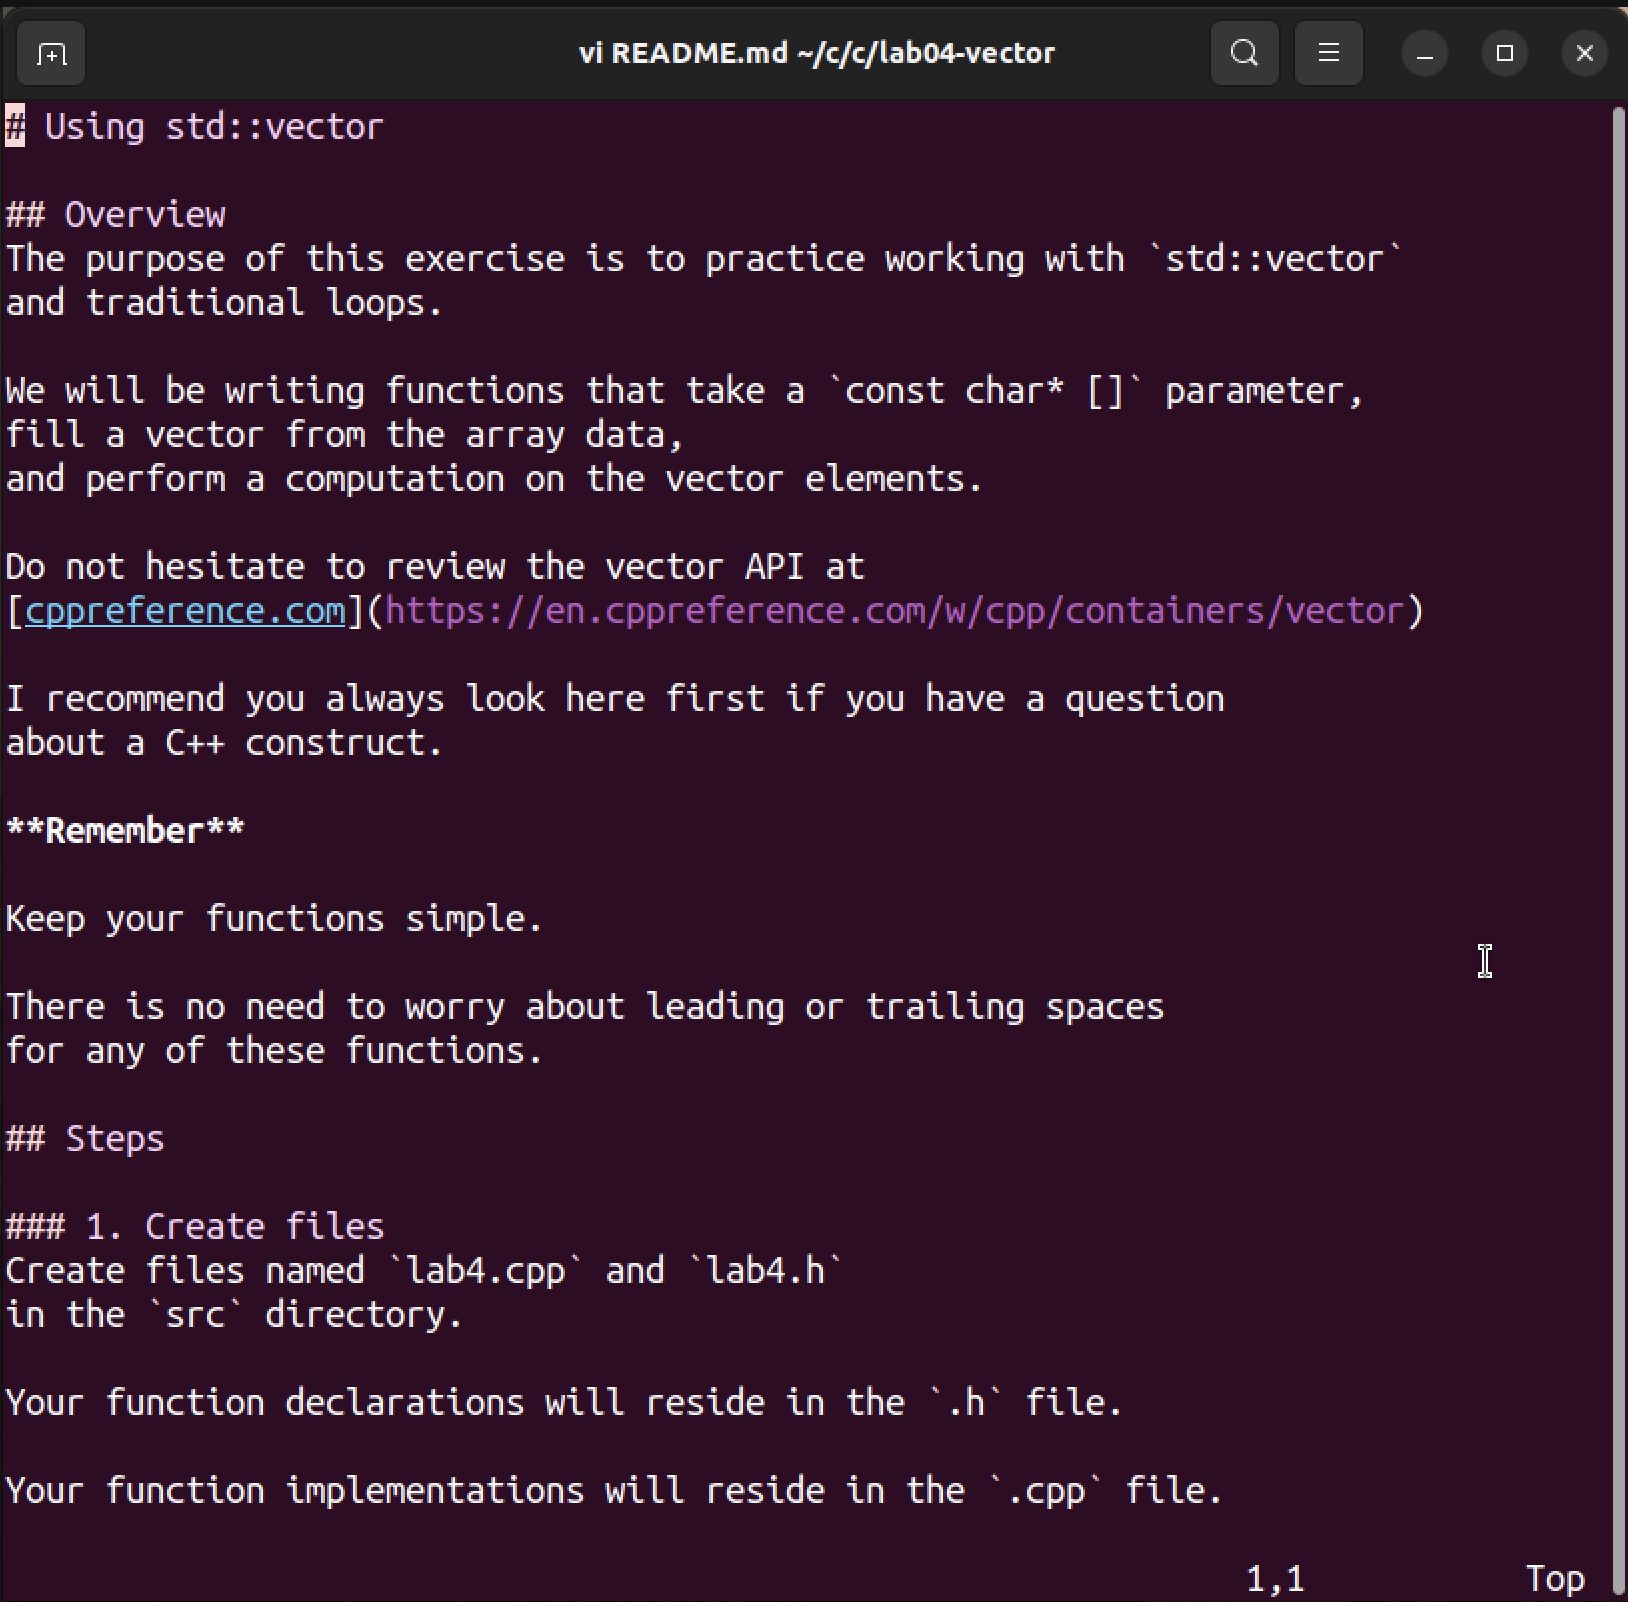 vi README.md ~/c/c/lab04-vector
# Using std::vector
## Overview
The purpose of this exercise is to practice working with `std::vector`
and traditional loops.
We will be writing functions that take a `const char* []` parameter,
fill a vector from the array data,
and perform a computation on the vector elements.
Do not hesitate to review the vector API at
[cppreference.com](https://en.cppreference.com/w/cpp/containers/vector)
I recommend you always look here first if you have a question
about a C++ construct.
**Remember**
Keep your functions simple.
There is no need to worry about leading or trailing spaces
for any of these functions.
## Steps
### 1. Create files
Create files named `lab4.cpp` and `lab4.h`
in the `src` directory.
Your function declarations will reside in the `.h` file.
Your function implementations will reside in the `.cpp` file.
1,1 Top